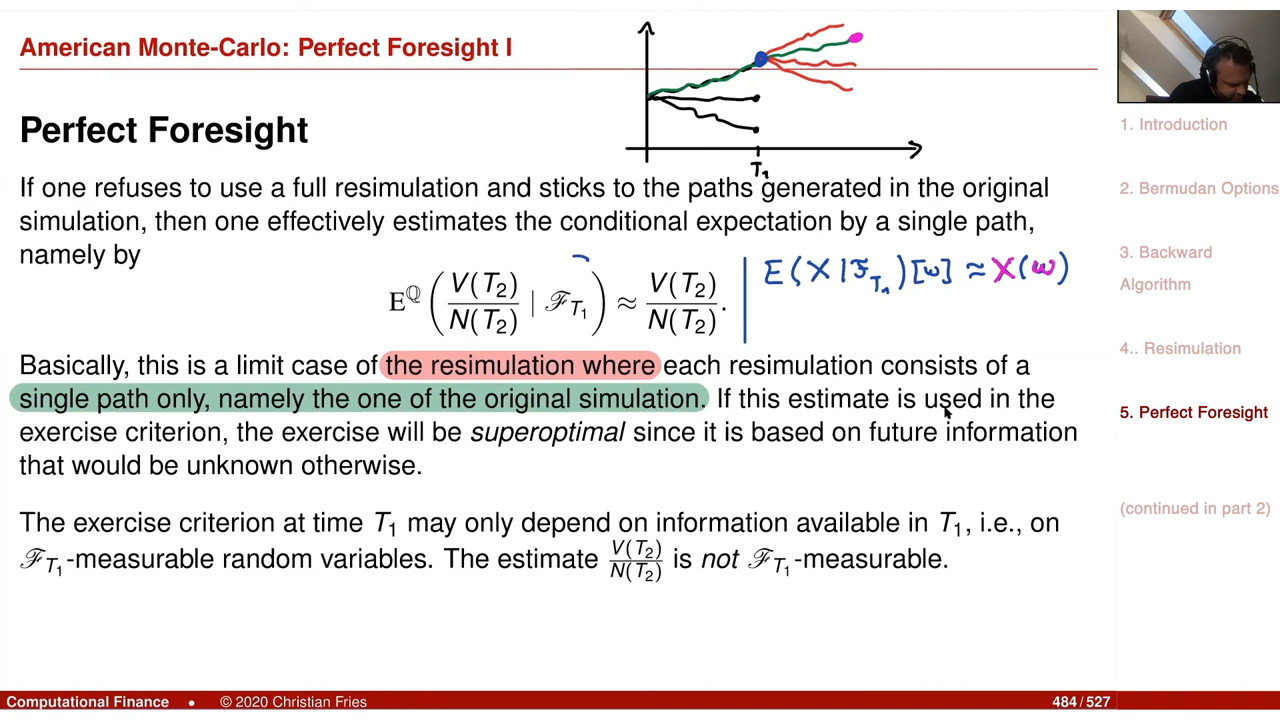 American Monte-Carlo: Perfect Foresight I
T₁
Perfect Foresight
If one refuses to use a full resimulation and sticks to the paths generated in the original
simulation, then one effectively estimates the conditional expectation by a single path,
namely by
E^ℚ ( V(T₂)/N(T₂) | ℱ_T₁ ) ≈ V(T₂)/N(T₂).
E(X | ℱ_T₁)[ω] ≈ X(ω)
Basically, this is a limit case of the resimulation where each resimulation consists of a
single path only, namely the one of the original simulation. If this estimate is used in the
exercise criterion, the exercise will be superoptimal since it is based on future information
that would be unknown otherwise.
The exercise criterion at time T₁ may only depend on information available in T₁, i.e., on
ℱ_T₁-measurable random variables. The estimate V(T₂)/N(T₂) is not ℱ_T₁-measurable.
1. Introduction
2. Bermudan Options
3. Backward
Algorithm
4.. Resimulation
5. Perfect Foresight
(continued in part 2)
Computational Finance • © 2020 Christian Fries 484/527